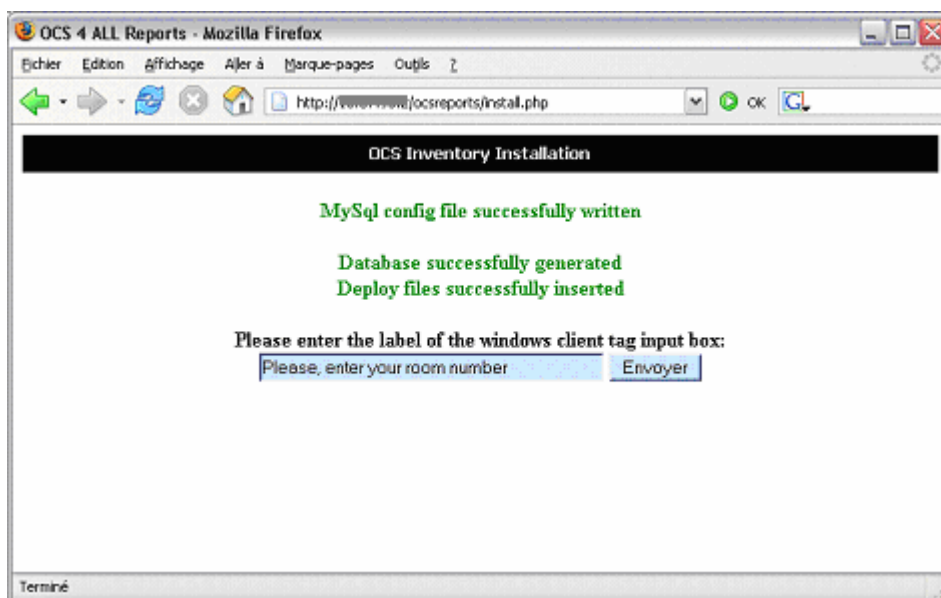 OCS 4 ALL Reports - Mozilla Firefox
Fichier Edition Affichage Aller à Marque-pages Outils ?
http:// /ocsreports/install.php OK G
OCS Inventory Installation
MySql config file successfully written
Database successfully generated
Deploy files successfully inserted
Please enter the label of the windows client tag input box:
Please, enter your room number Envoyer
Terminé